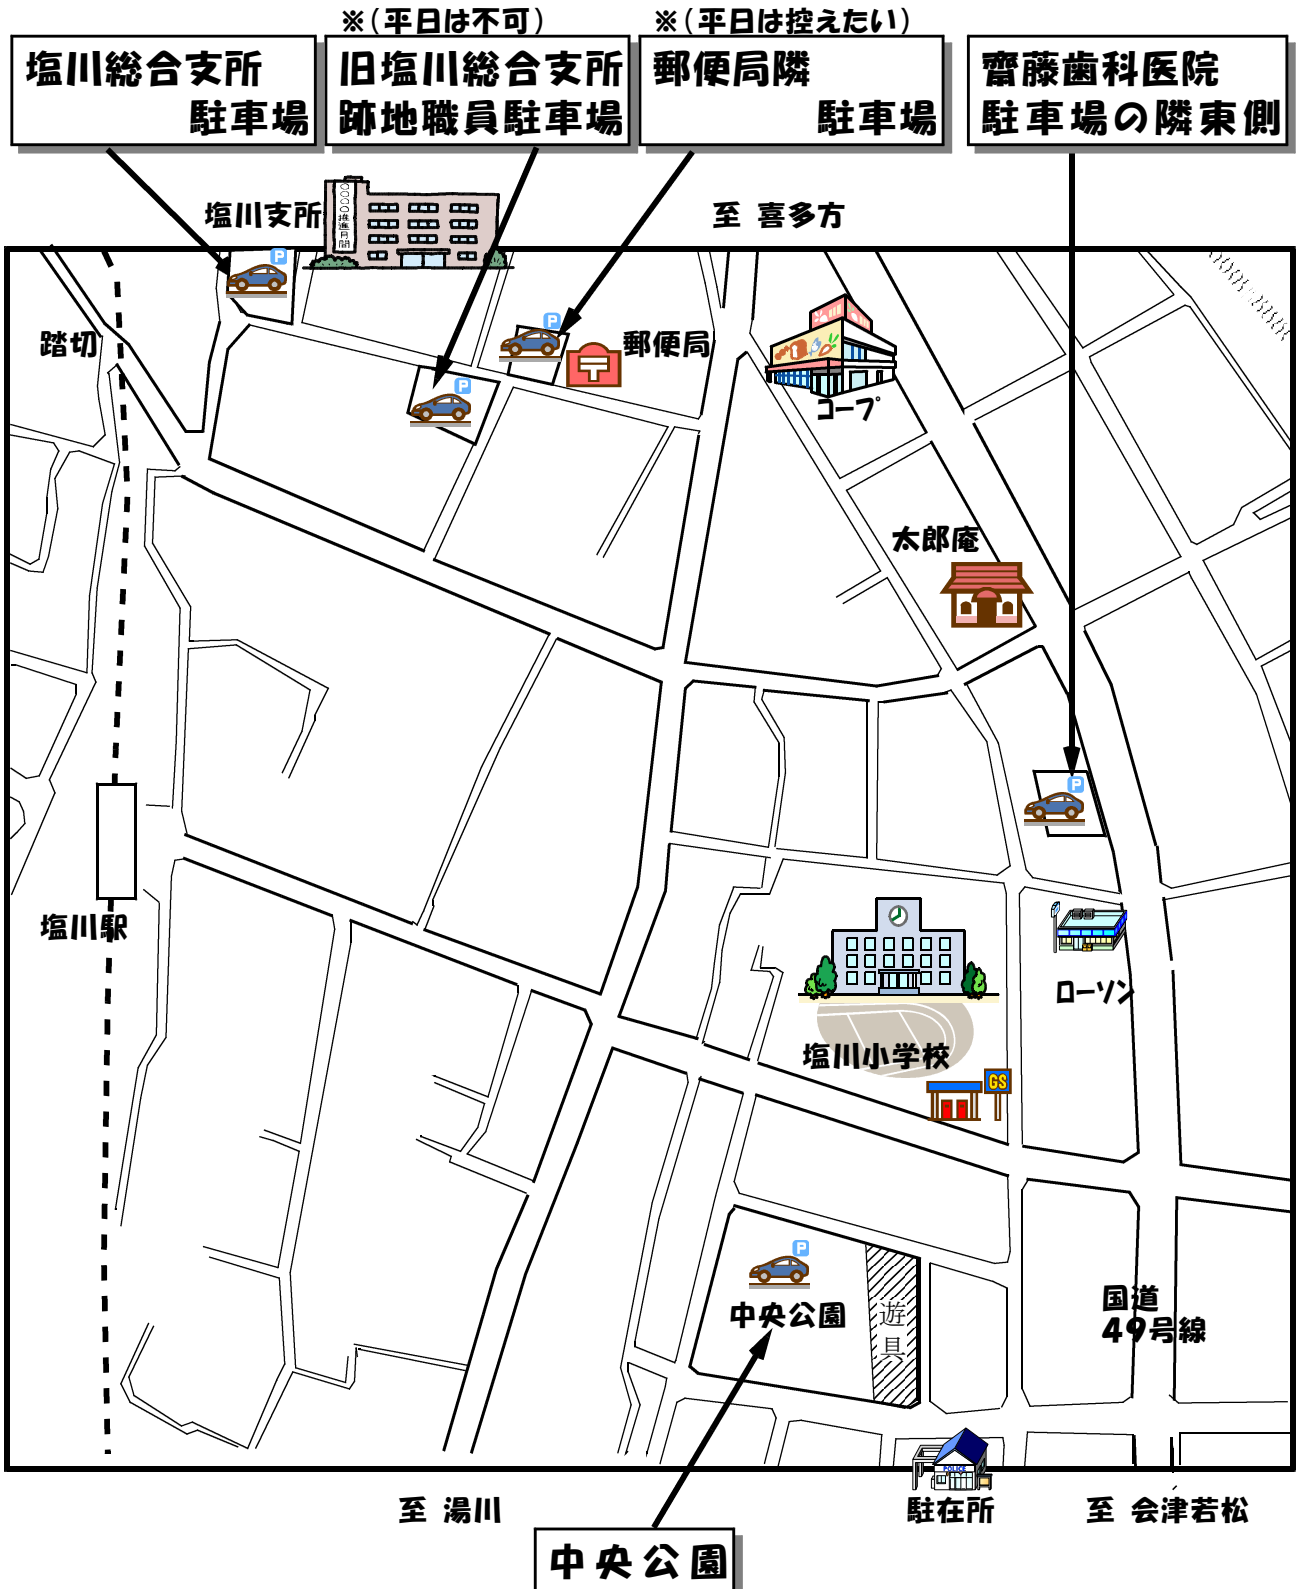 ※(平日は不可)
※(平日は控えたい)
塩川総合支所
駐車場
旧塩川総合支所
跡地職員駐車場
郵便局隣
駐車場
齋藤歯科医院
駐車場の隣東側
塩川支所
○○○○推進月間
至 喜多方
P
踏切
P
郵便局
P
コープ
太郎庵
P
塩川駅
ローソン
塩川小学校
GS
P
中央公園
遊具
国道
49号線
POLICE
至 湯川
駐在所
至 会津若松
中央公園